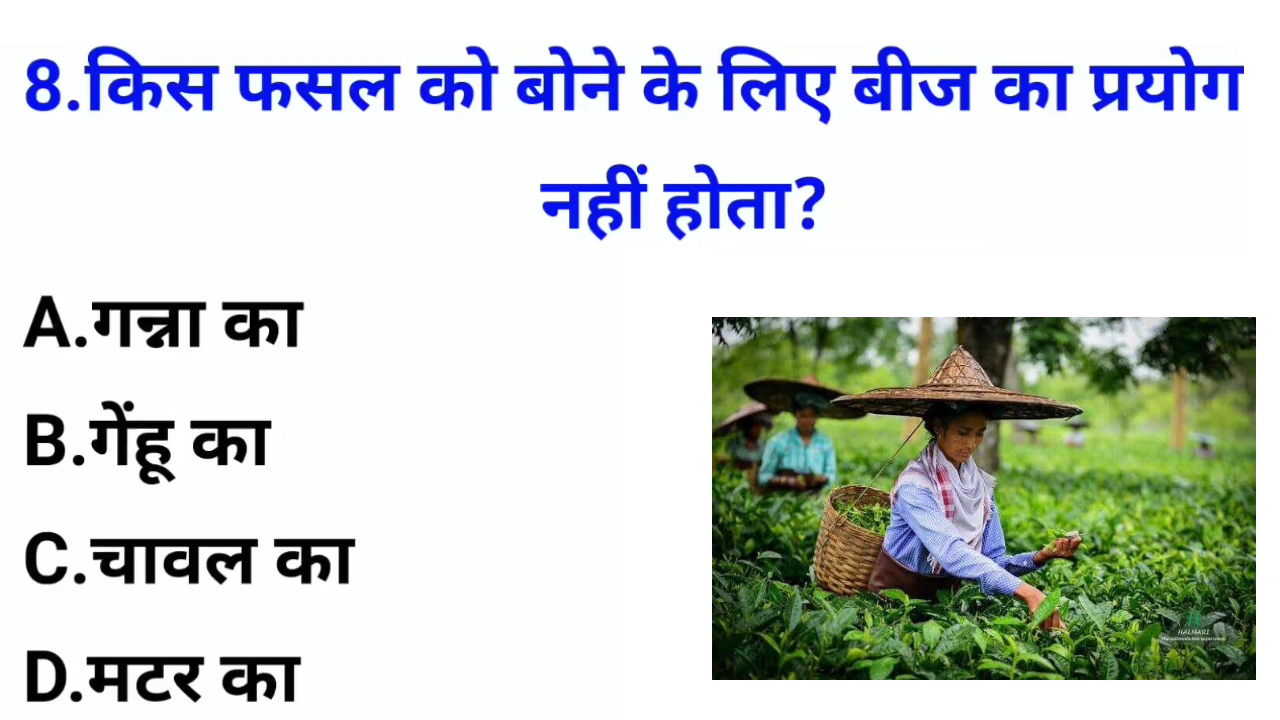 8.किस फसल को बोने के लिए बीज का प्रयोग
नहीं होता?
A.गन्ना का
B.गेंहू का
C.चावल का
D.मटर का
HALMARI